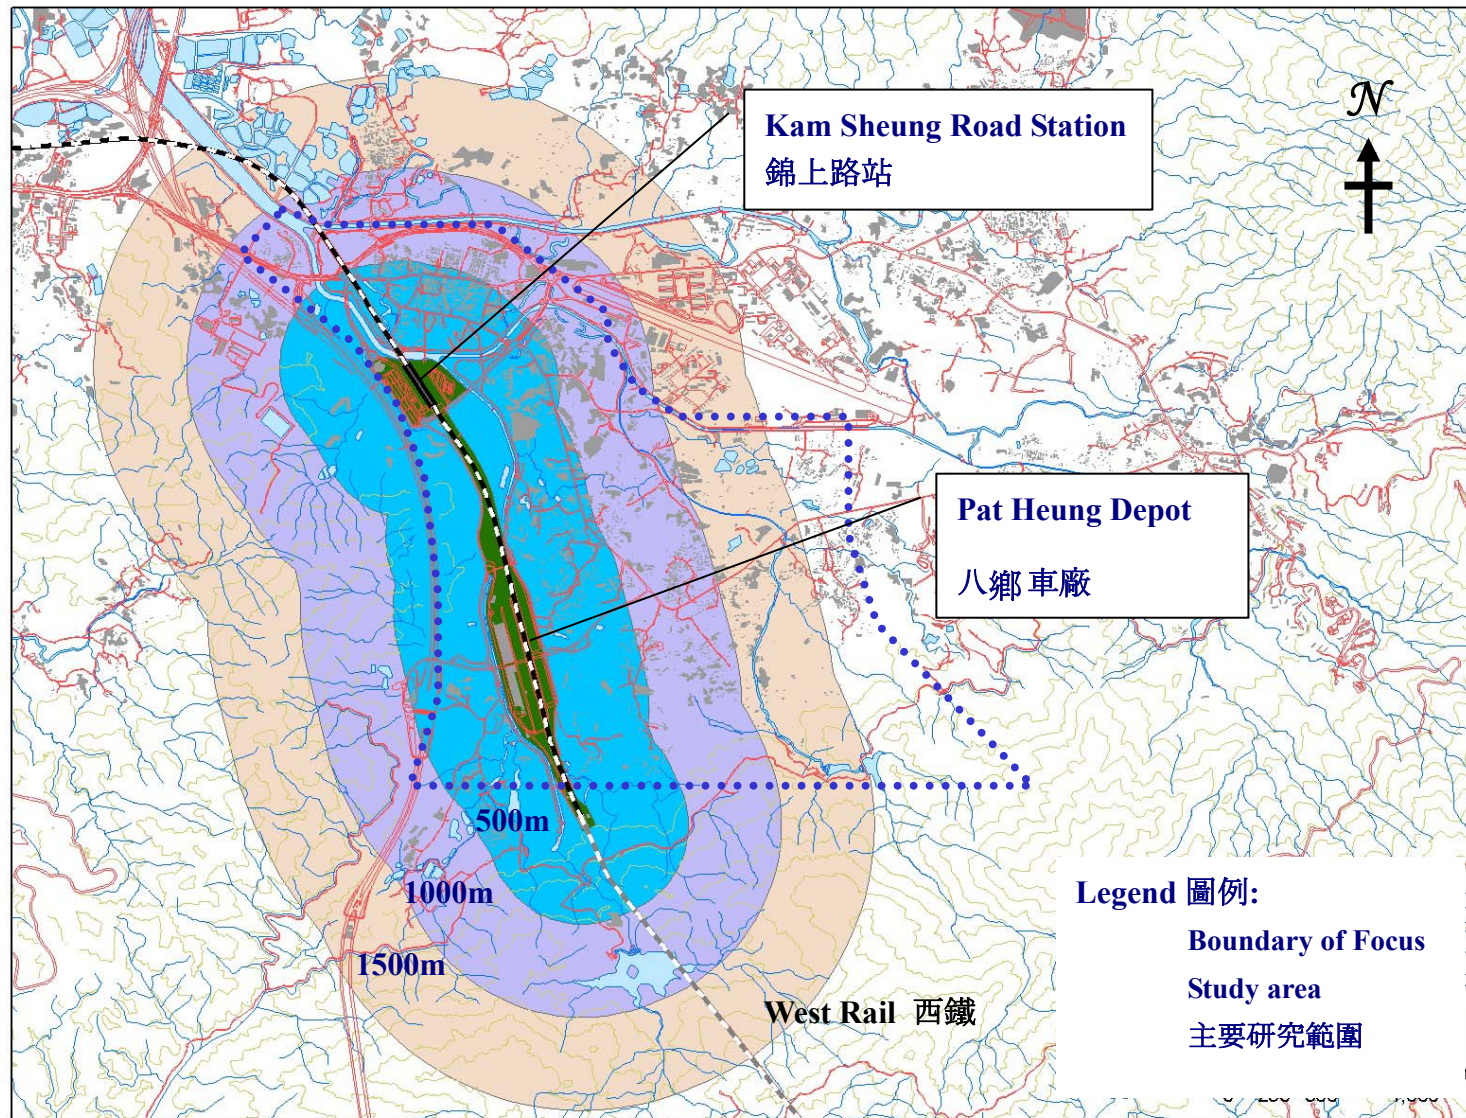 N
Kam Sheung Road Station
錦上路站
Pat Heung Depot
八鄉車廠
500m
1000m
1500m
West Rail 西鐵
Legend 圖例:
Boundary of Focus
Study area
主要研究範圍